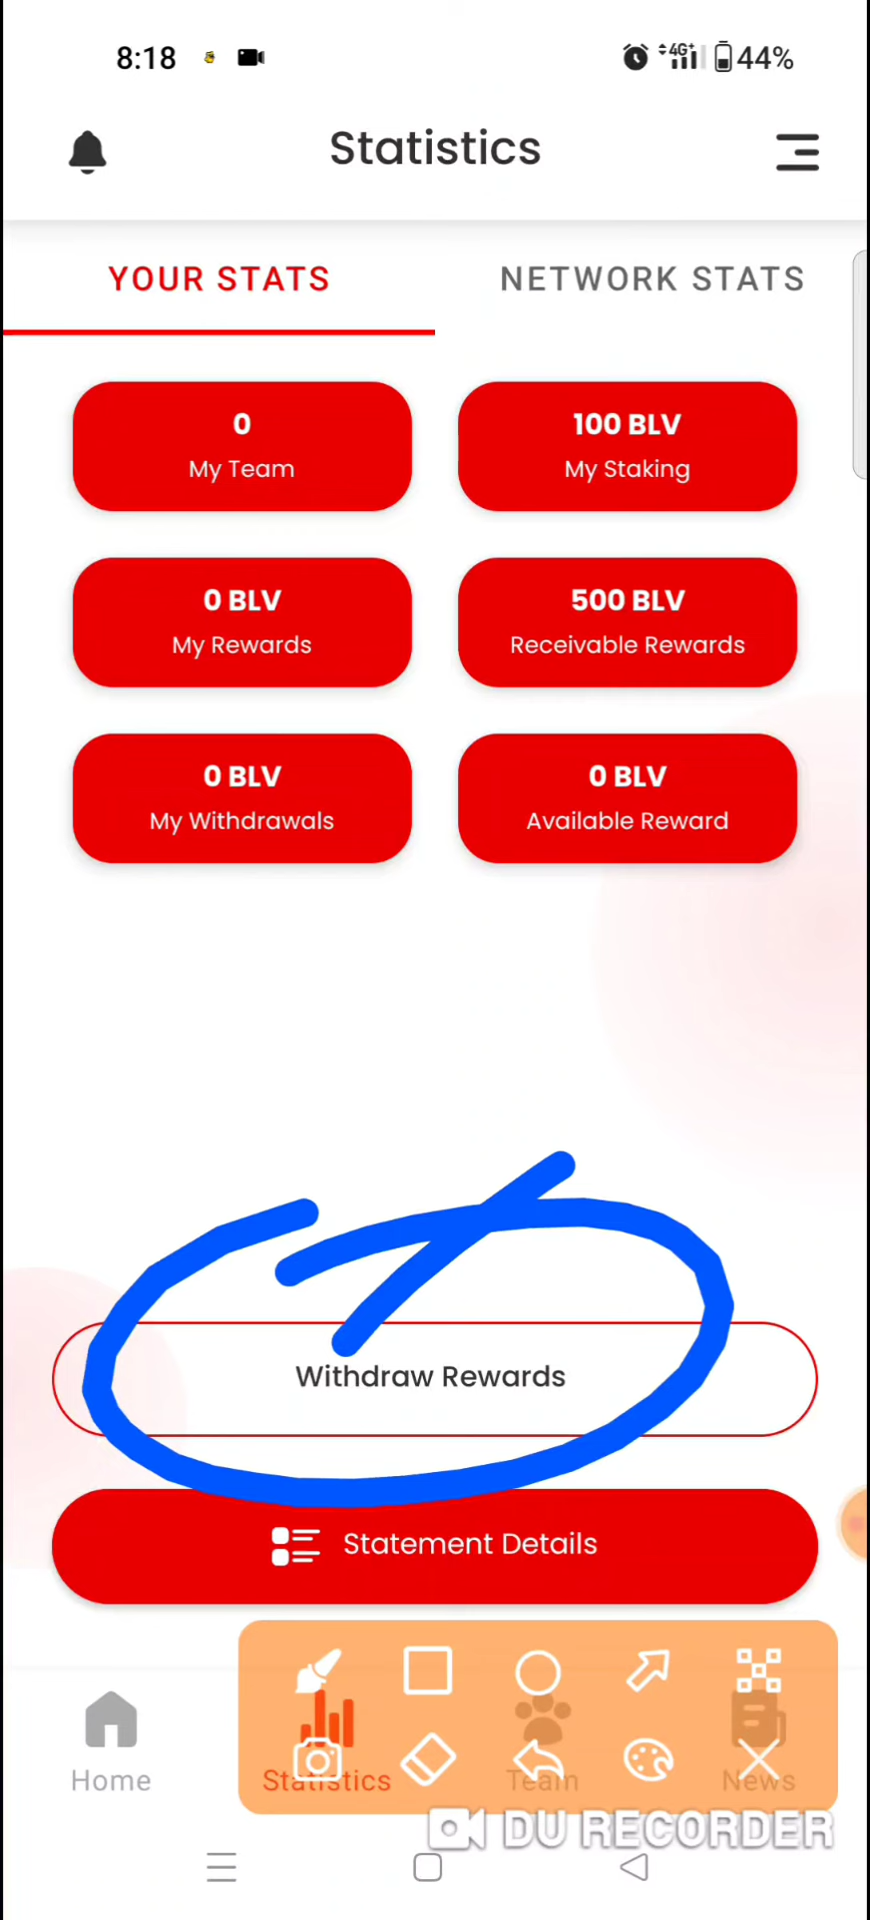 8:18
4G+
44%
Statistics
YOUR STATS
NETWORK STATS
0
My Team
100 BLV
My Staking
0 BLV
My Rewards
500 BLV
Receivable Rewards
0 BLV
My Withdrawals
0 BLV
Available Reward
Withdraw Rewards
Statement Details
Home
Statistics
Team
News
DU RECORDER